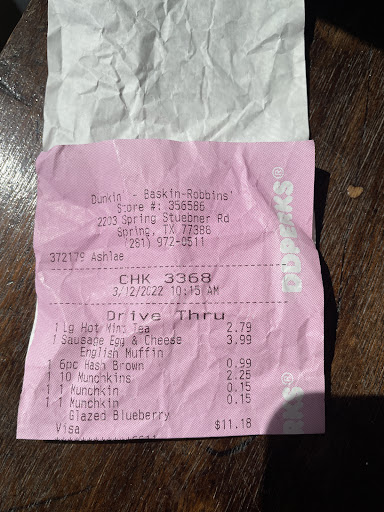 Dunkin' - Baskin-Robbins'
Store #: 356586
2203 Spring Stuebner Rd
Spring, TX 77386
(281) 972-0511
372179 Ashlae
CHK 3368
3/12/2022 10:15 AM
Drive Thru
1 Lg Hot Mint Tea 2.79
1 Sausage Egg & Cheese 3.99
English Muffin
1 6pc Hash Brown 0.99
1 10 Munchkins 2.25
1 1 Munchkin 0.15
1 1 Munchkin 0.15
Glazed Blueberry
Visa $11.18
DDPERKS®
RKS®